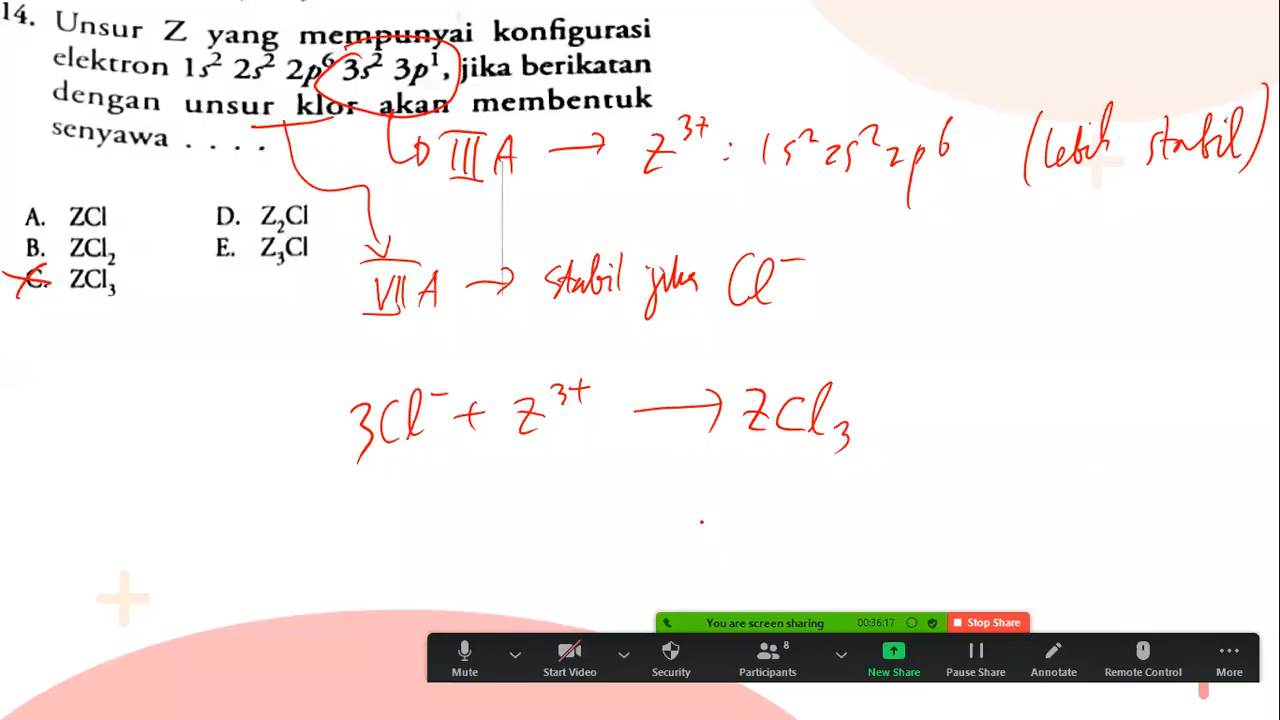 14. Unsur Z yang mempunyai konfigurasi
elektron 1s² 2s² 2p⁶ 3s² 3p¹, jika berikatan
dengan unsur klor akan membentuk
senyawa . . . .
III A → Z³⁺ : 1s² 2s² 2p6 (lebih stabil)
A. ZCl D. Z₂Cl
B. ZCl₂ E. Z₃Cl
C. ZCl₃
VII A → stabil jika Cl⁻
3Cl⁻ + Z³⁺ → ZCl₃
You are screen sharing 00:36:17 Stop Share
Mute Start Video Security Participants 8 New Share Pause Share Annotate Remote Control More